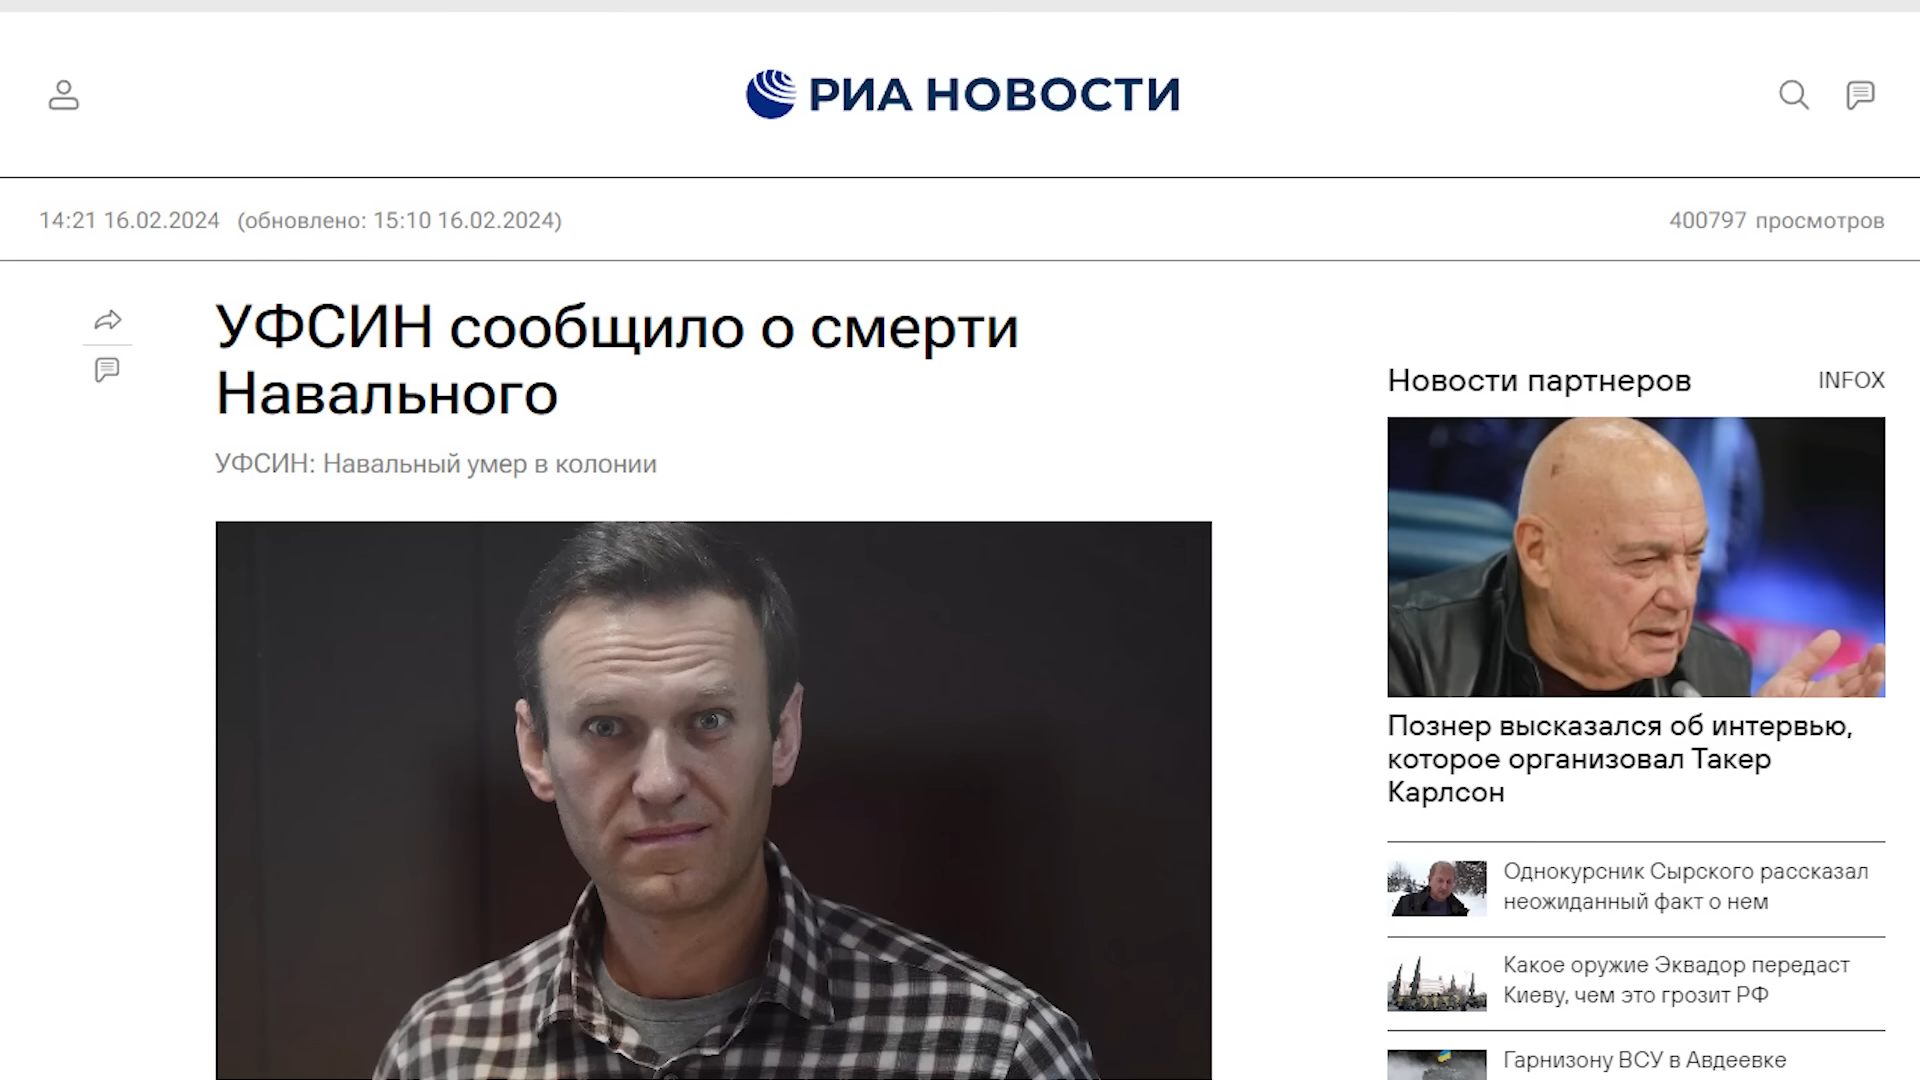 РИА НОВОСТИ
14:21 16.02.2024 (обновлено: 15:10 16.02.2024)
400797 просмотров
УФСИН сообщило о смерти
Навального
УФСИН: Навальный умер в колонии
Новости партнеров
INFOX
Познер высказался об интервью,
которое организовал Такер
Карлсон
Однокурсник Сырского рассказал
неожиданный факт о нем
Какое оружие Эквадор передаст
Киеву, чем это грозит РФ
Гарнизону ВСУ в Авдеевке